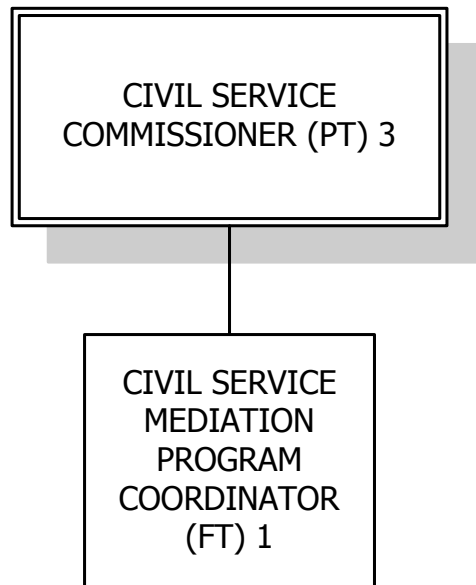 CIVIL SERVICE
COMMISSIONER (PT) 3
CIVIL SERVICE
MEDIATION
PROGRAM
COORDINATOR
(FT) 1